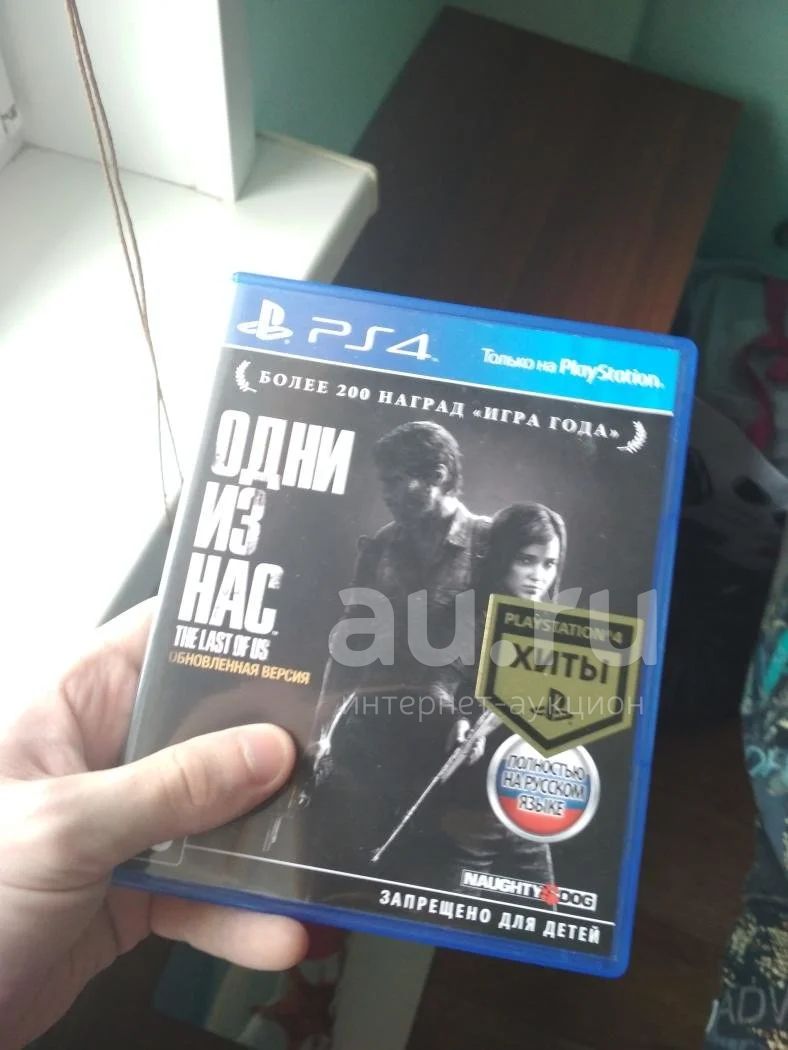 PS4
Только на PlayStation
БОЛЕЕ 200 НАГРАД «ИГРА ГОДА»
ОДНИ
ИЗ
НАС
THE LAST OF US
ОБНОВЛЕННАЯ ВЕРСИЯ
au.ru
интернет-аукцион
PLAYSTATION 4
ХИТЫ
ПОЛНОСТЬЮ
НА РУССКОМ
ЯЗЫКЕ
NAUGHTY DOG
ЗАПРЕЩЕНО ДЛЯ ДЕТЕЙ
ADV